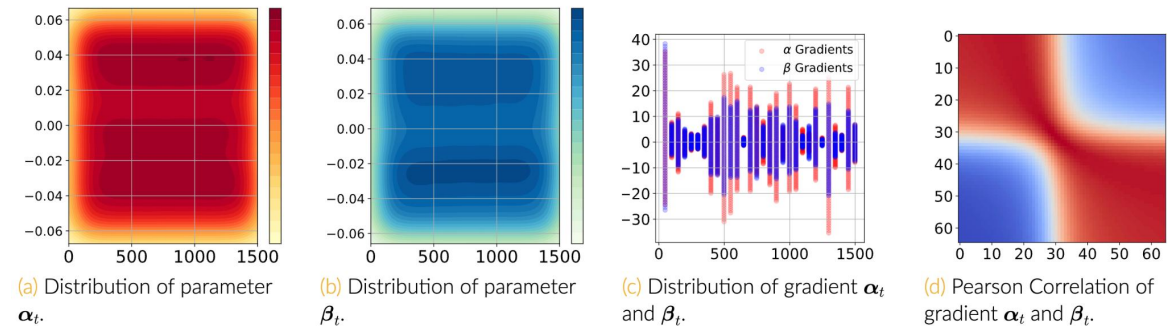 0.06
0.04
0.02
0.00
−0.02
−0.04
−0.06
0 500 1000 1500
(a) Distribution of parameter
αt.
0.06
0.04
0.02
0.00
−0.02
−0.04
−0.06
0 500 1000 1500
(b) Distribution of parameter
βt.
40
30
20
10
0
−10
−20
−30
0 500 1000 1500
α Gradients
β Gradients
(c) Distribution of gradient αt
and βt.
0
10
20
30
40
50
60
0 10 20 30 40 50 60
(d) Pearson Correlation of
gradient αt and βt.